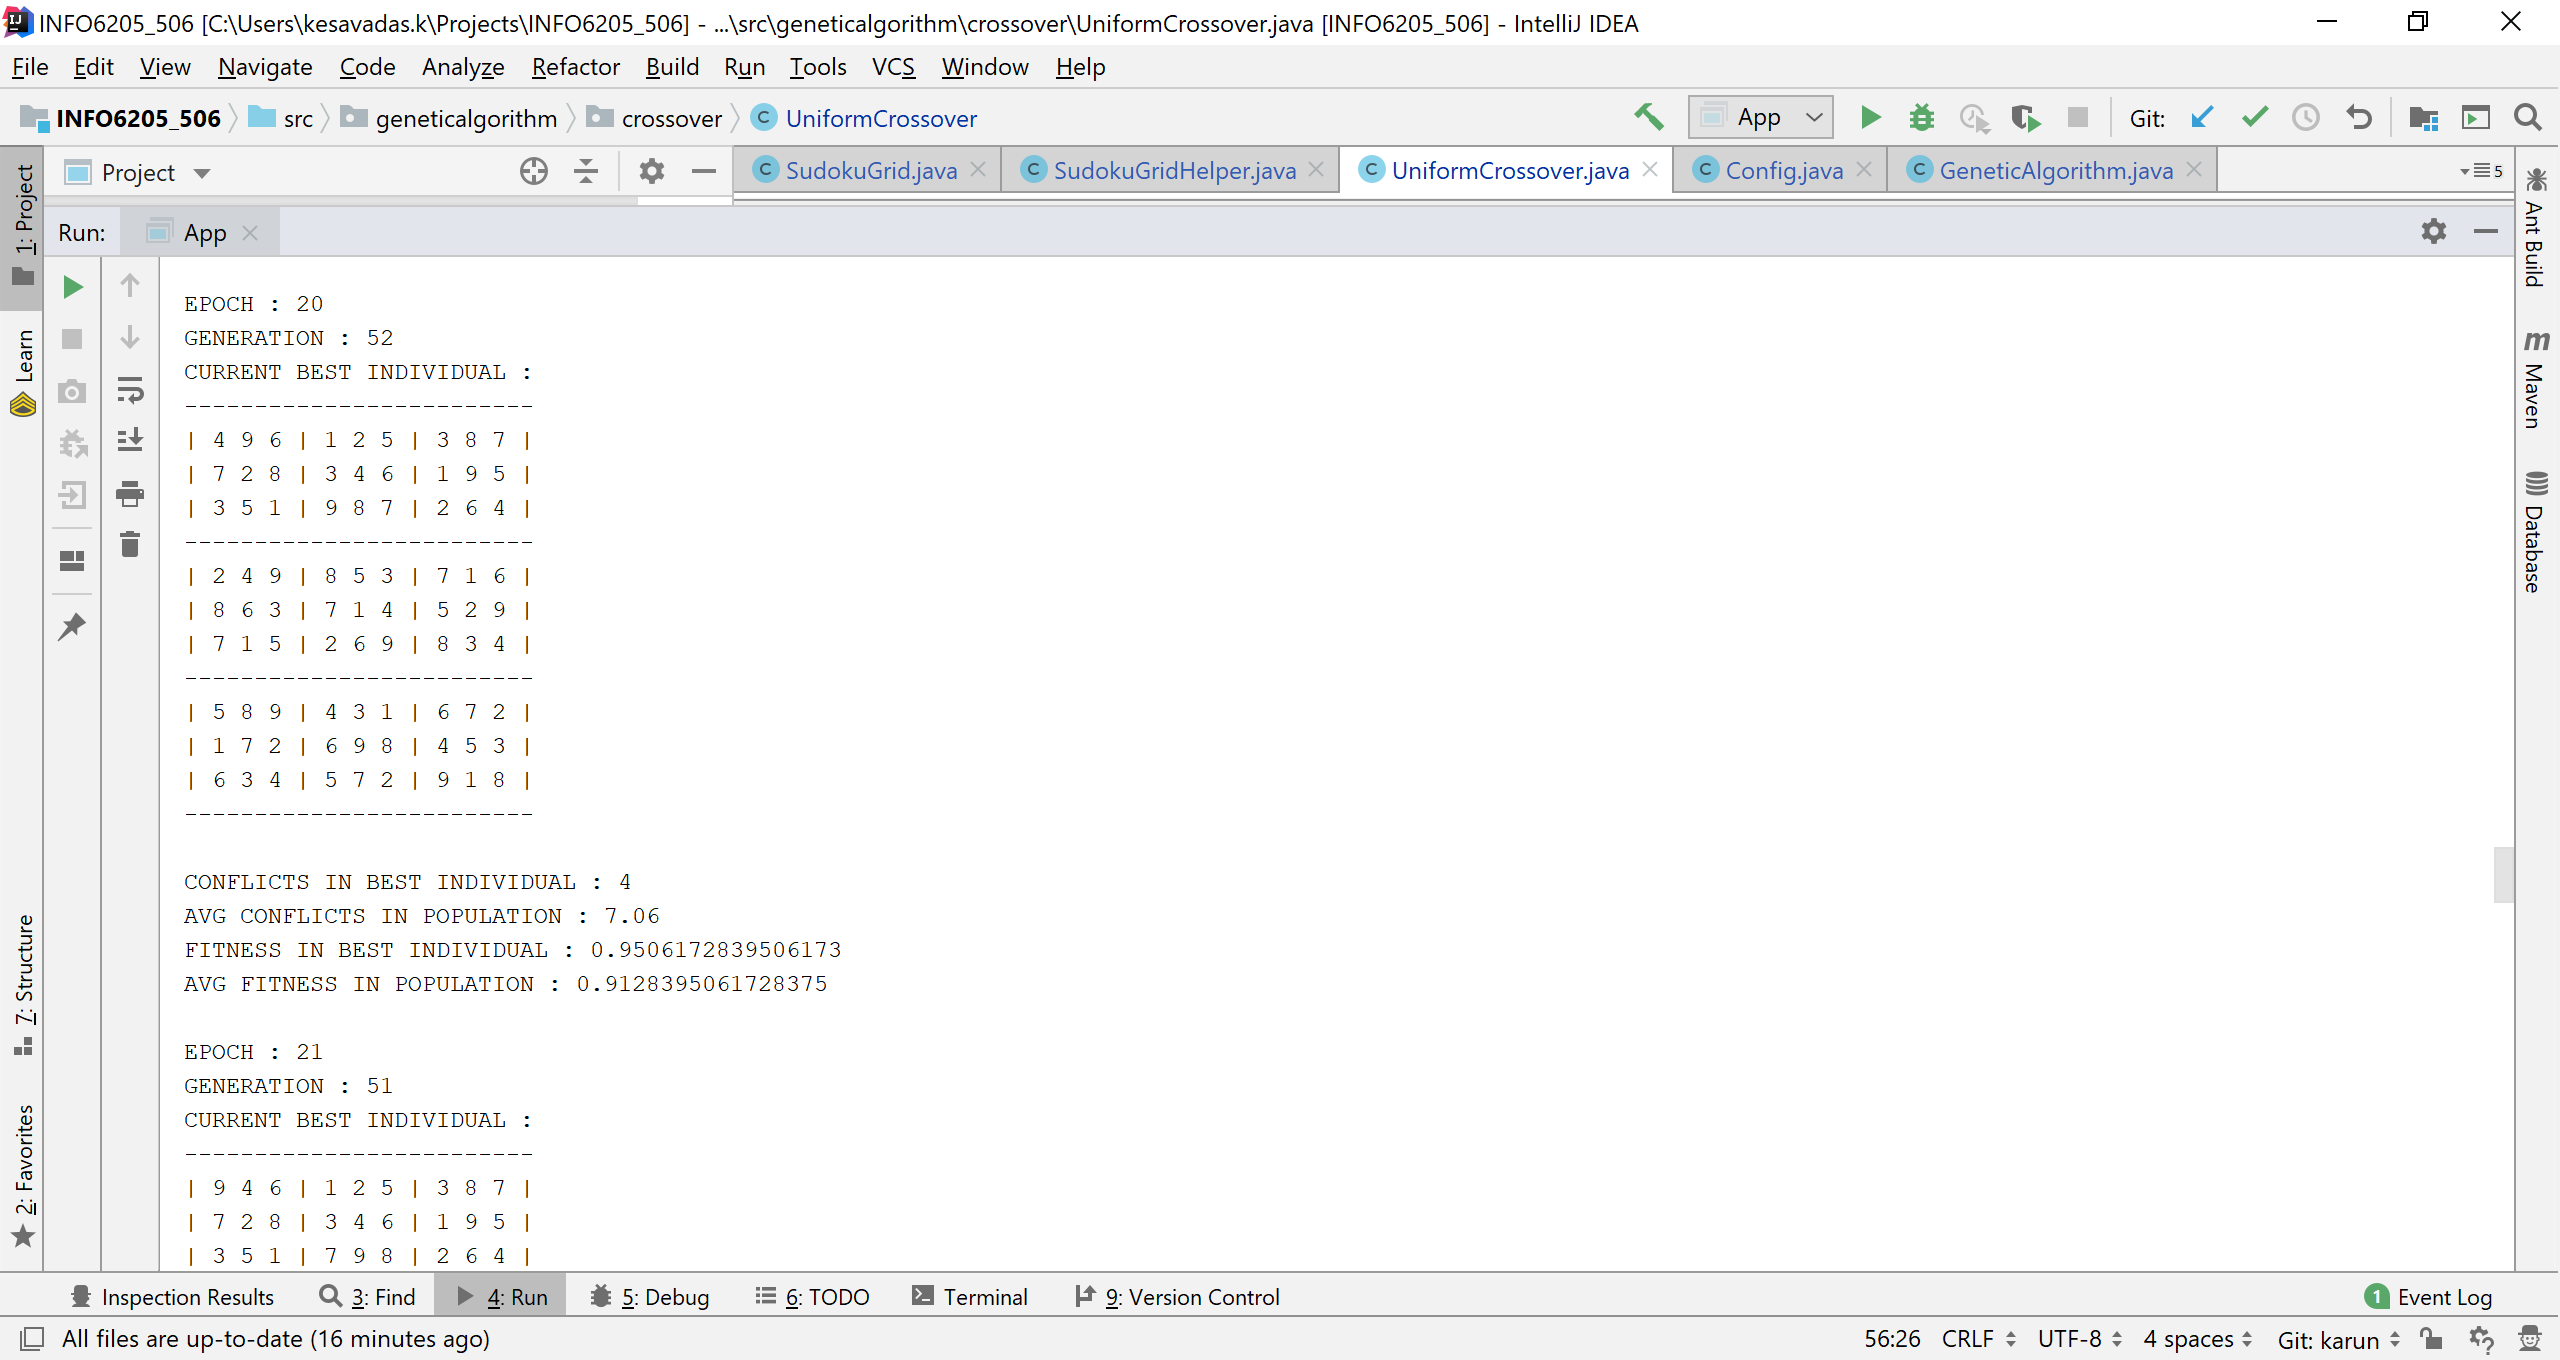 INFO6205_506 [C:\Users\kesavadas.k\Projects\INFO6205_506] - ...\src\geneticalgorithm\crossover\UniformCrossover.java [INFO6205_506] - IntelliJ IDEA
File Edit View Navigate Code Analyze Refactor Build Run Tools VCS Window Help
INFO6205_506 src geneticalgorithm crossover UniformCrossover App Git:
Project SudokuGrid.java SudokuGridHelper.java UniformCrossover.java Config.java GeneticAlgorithm.java 5
Run: App
1: Project
Learn
7: Structure
2: Favorites
Ant Build
Maven
Database
EPOCH : 20
GENERATION : 52
CURRENT BEST INDIVIDUAL :
-------------------------
| 4 9 6 | 1 2 5 | 3 8 7 |
| 7 2 8 | 3 4 6 | 1 9 5 |
| 3 5 1 | 9 8 7 | 2 6 4 |
-------------------------
| 2 4 9 | 8 5 3 | 7 1 6 |
| 8 6 3 | 7 1 4 | 5 2 9 |
| 7 1 5 | 2 6 9 | 8 3 4 |
-------------------------
| 5 8 9 | 4 3 1 | 6 7 2 |
| 1 7 2 | 6 9 8 | 4 5 3 |
| 6 3 4 | 5 7 2 | 9 1 8 |
-------------------------
CONFLICTS IN BEST INDIVIDUAL : 4
AVG CONFLICTS IN POPULATION : 7.06
FITNESS IN BEST INDIVIDUAL : 0.9506172839506173
AVG FITNESS IN POPULATION : 0.9128395061728375
EPOCH : 21
GENERATION : 51
CURRENT BEST INDIVIDUAL :
-------------------------
| 9 4 6 | 1 2 5 | 3 8 7 |
| 7 2 8 | 3 4 6 | 1 9 5 |
| 3 5 1 | 7 9 8 | 2 6 4 |
Inspection Results 3: Find 4: Run 5: Debug 6: TODO Terminal 9: Version Control 1 Event Log
All files are up-to-date (16 minutes ago) 56:26 CRLF UTF-8 4 spaces Git: karun